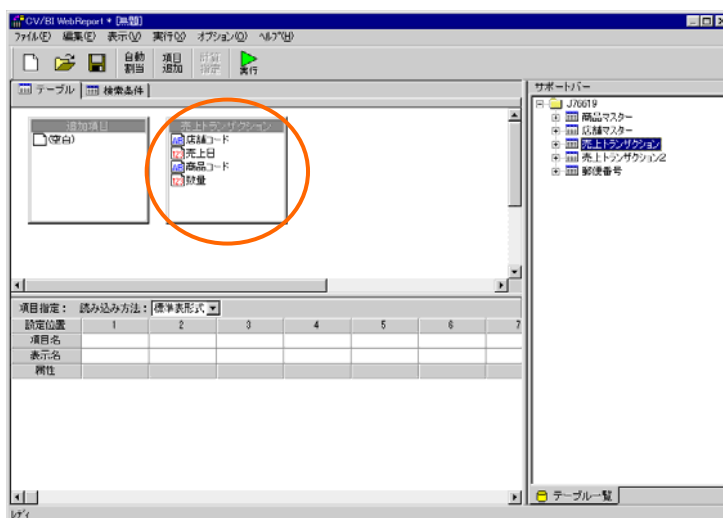 CV/BI WebReport * [無題]
ファイル(F) 編集(E) 表示(V) 実行(X) オプション(O) ヘルプ(H)
自動割当 項目追加 計算指定 実行
テーブル 検索条件
追加項目
(空白)
売上トランザクション
店舗コード
売上日
商品コード
数量
項目指定： 読み込み方法： 標準表形式
設定位置 1 2 3 4 5 6 7
項目名
表示名
属性
レディ
サポートバー
J76619
商品マスター
店舗マスター
売上トランザクション
売上トランザクション2
郵便番号
テーブル一覧